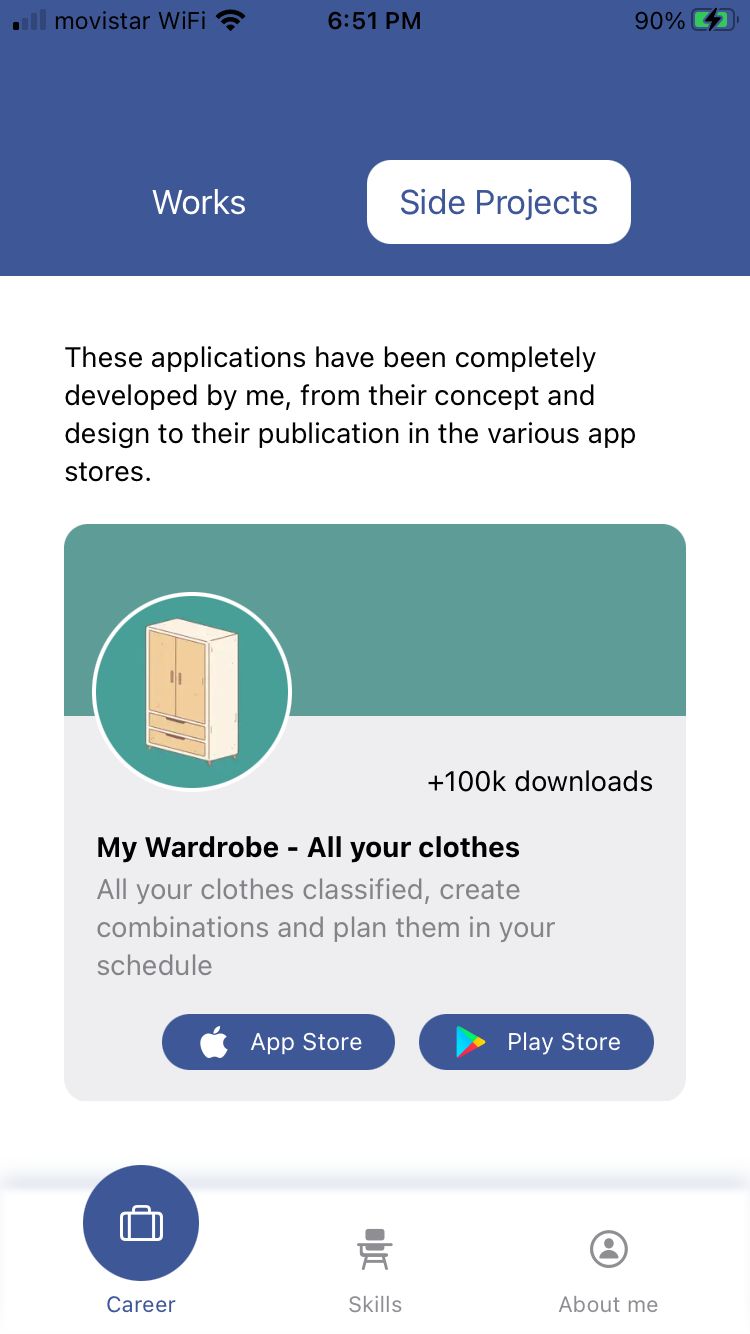 movistar WiFi 6:51 PM 90%
Works Side Projects
These applications have been completely
developed by me, from their concept and
design to their publication in the various app
stores.
+100k downloads
My Wardrobe - All your clothes
All your clothes classified, create
combinations and plan them in your
schedule
App Store Play Store
Career Skills About me